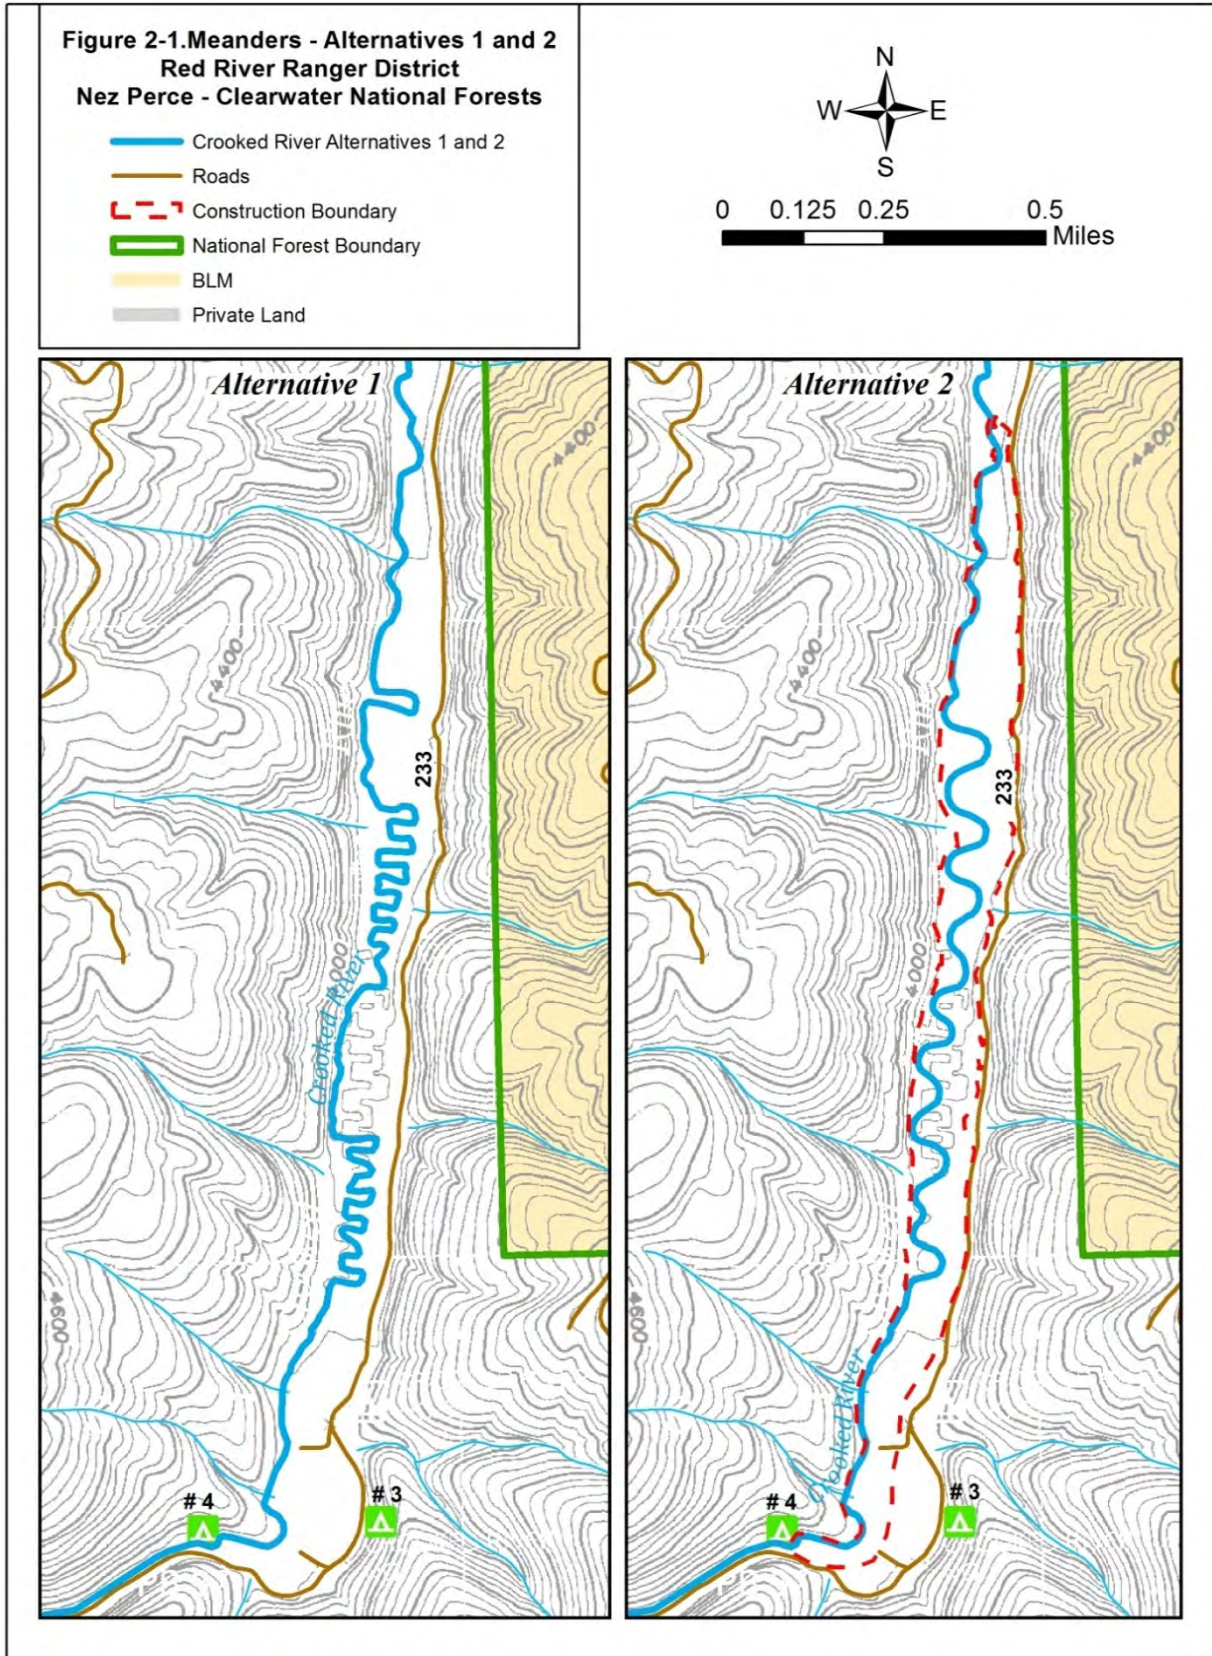 Figure 2-1.Meanders - Alternatives 1 and 2
Red River Ranger District
Nez Perce - Clearwater National Forests
Crooked River Alternatives 1 and 2
Roads
Construction Boundary
National Forest Boundary
BLM
Private Land
N
W E
S
0 0.125 0.25 0.5
Miles
Alternative 1
4400
4400
233
4000
Crooked River
4600
# 4
# 3
Alternative 2
4400
4400
233
4000
4600
Crooked River
# 4
# 3